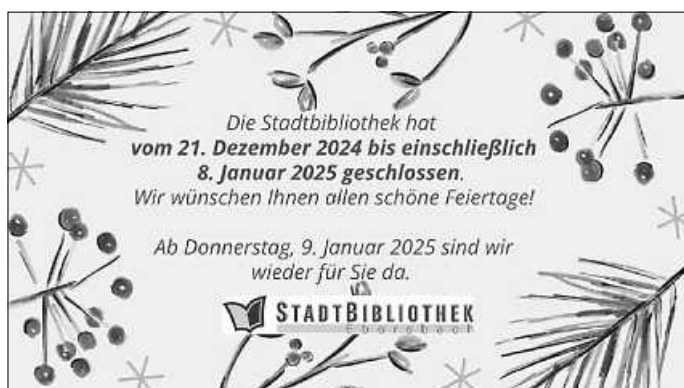 Die Stadtbibliothek hat
vom 21. Dezember 2024 bis einschließlich
8. Januar 2025 geschlossen.
Wir wünschen Ihnen allen schöne Feiertage!
Ab Donnerstag, 9. Januar 2025 sind wir
wieder für Sie da.
STADTBIBLIOTHEK
Ebersbach